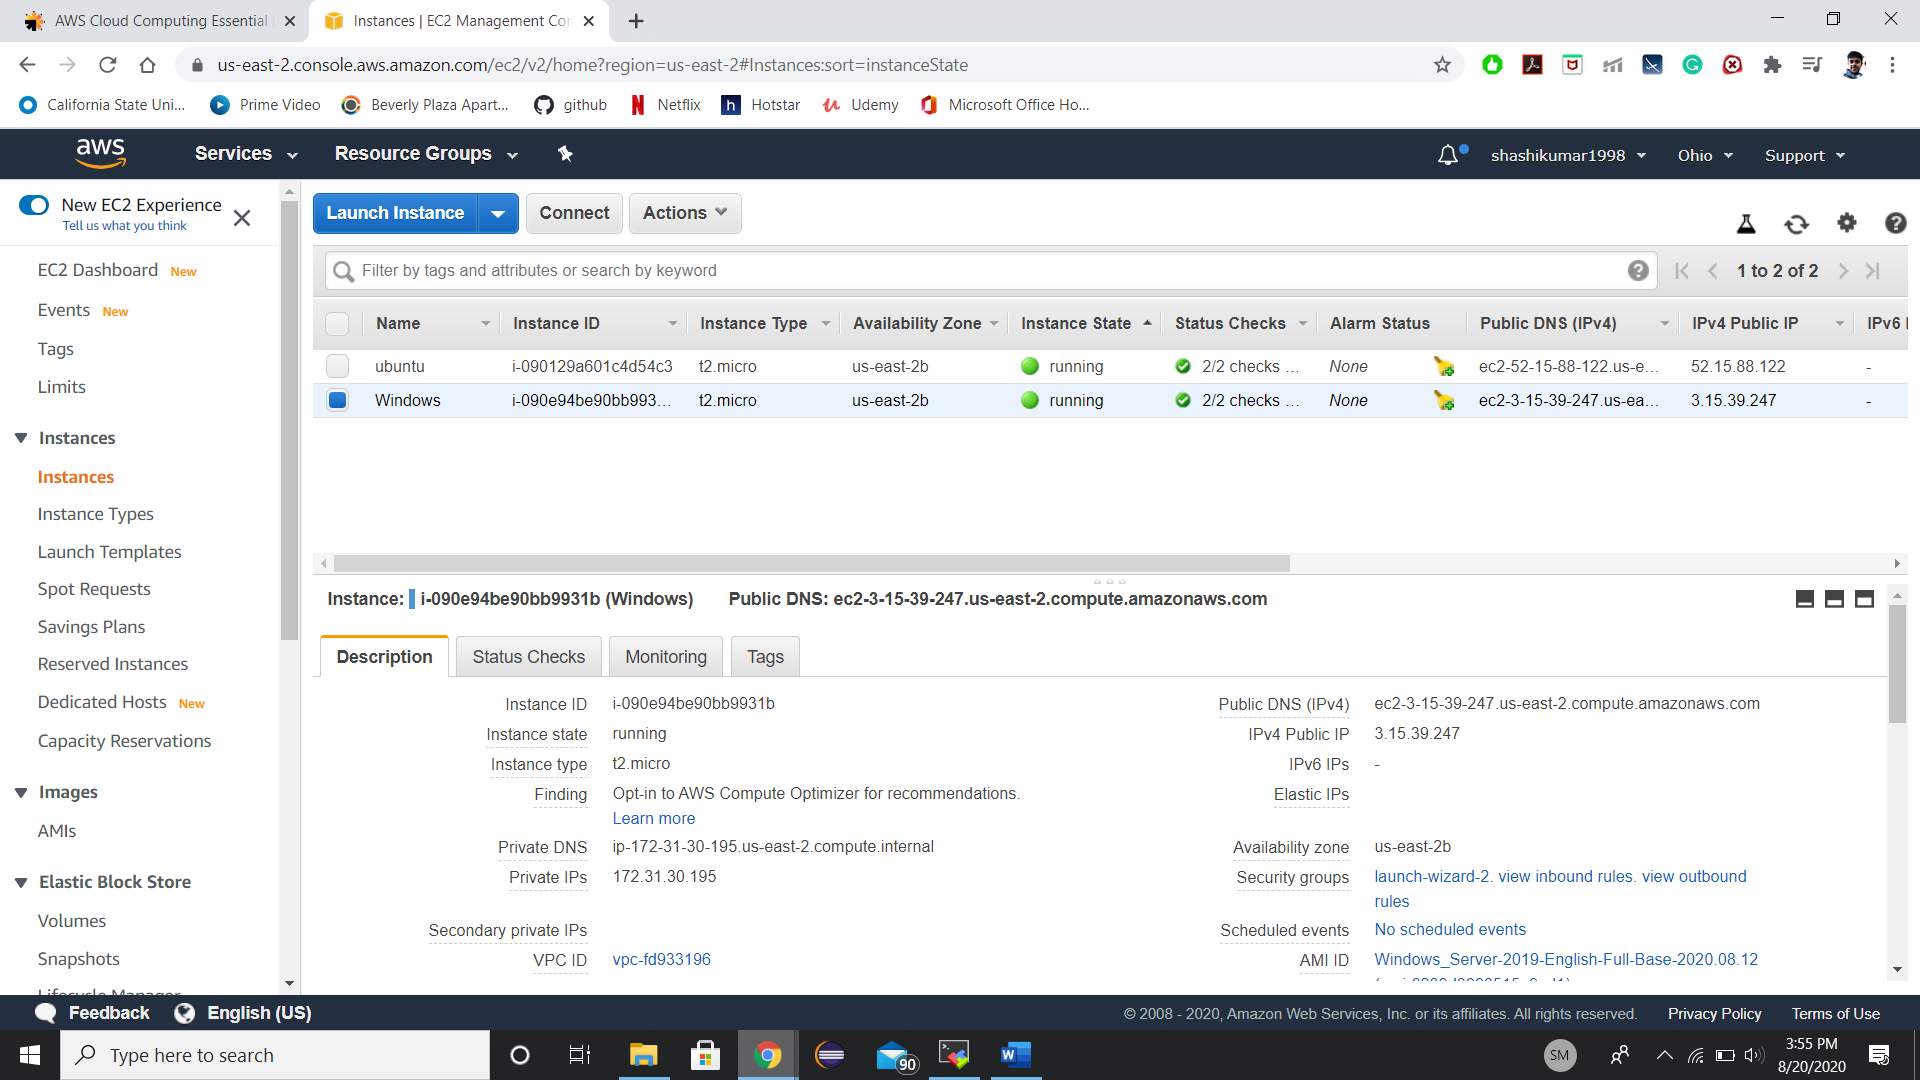 AWS Cloud Computing Essential
Instances | EC2 Management Con
us-east-2.console.aws.amazon.com/ec2/v2/home?region=us-east-2#Instances:sort=instanceState
California State Uni...
Prime Video
Beverly Plaza Apart...
github
Netflix
h Hotstar
Udemy
Microsoft Office Ho...
aws
Services
Resource Groups
shashikumar1998
Ohio
Support
New EC2 Experience
Tell us what you think
EC2 Dashboard New
Events New
Tags
Limits
Instances
Instances
Instance Types
Launch Templates
Spot Requests
Savings Plans
Reserved Instances
Dedicated Hosts New
Capacity Reservations
Images
AMIs
Elastic Block Store
Volumes
Snapshots
Lifecycle Manager
Launch Instance
Connect
Actions
Filter by tags and attributes or search by keyword
1 to 2 of 2
Name Instance ID Instance Type Availability Zone Instance State Status Checks Alarm Status Public DNS (IPv4) IPv4 Public IP IPv6 I
ubuntu i-090129a601c4d54c3 t2.micro us-east-2b running 2/2 checks ... None ec2-52-15-88-122.us-e... 52.15.88.122 -
Windows i-090e94be90bb993... t2.micro us-east-2b running 2/2 checks ... None ec2-3-15-39-247.us-ea... 3.15.39.247 -
Instance: i-090e94be90bb9931b (Windows) Public DNS: ec2-3-15-39-247.us-east-2.compute.amazonaws.com
Description
Status Checks
Monitoring
Tags
Instance ID i-090e94be90bb9931b
Instance state running
Instance type t2.micro
Finding Opt-in to AWS Compute Optimizer for recommendations.
Learn more
Private DNS ip-172-31-30-195.us-east-2.compute.internal
Private IPs 172.31.30.195
Secondary private IPs
VPC ID vpc-fd933196
Public DNS (IPv4) ec2-3-15-39-247.us-east-2.compute.amazonaws.com
IPv4 Public IP 3.15.39.247
IPv6 IPs -
Elastic IPs
Availability zone us-east-2b
Security groups launch-wizard-2. view inbound rules. view outbound
rules
Scheduled events No scheduled events
AMI ID Windows_Server-2019-English-Full-Base-2020.08.12
Feedback
English (US)
© 2008 - 2020, Amazon Web Services, Inc. or its affiliates. All rights reserved.
Privacy Policy
Terms of Use
Type here to search
90
SM
3:55 PM
8/20/2020